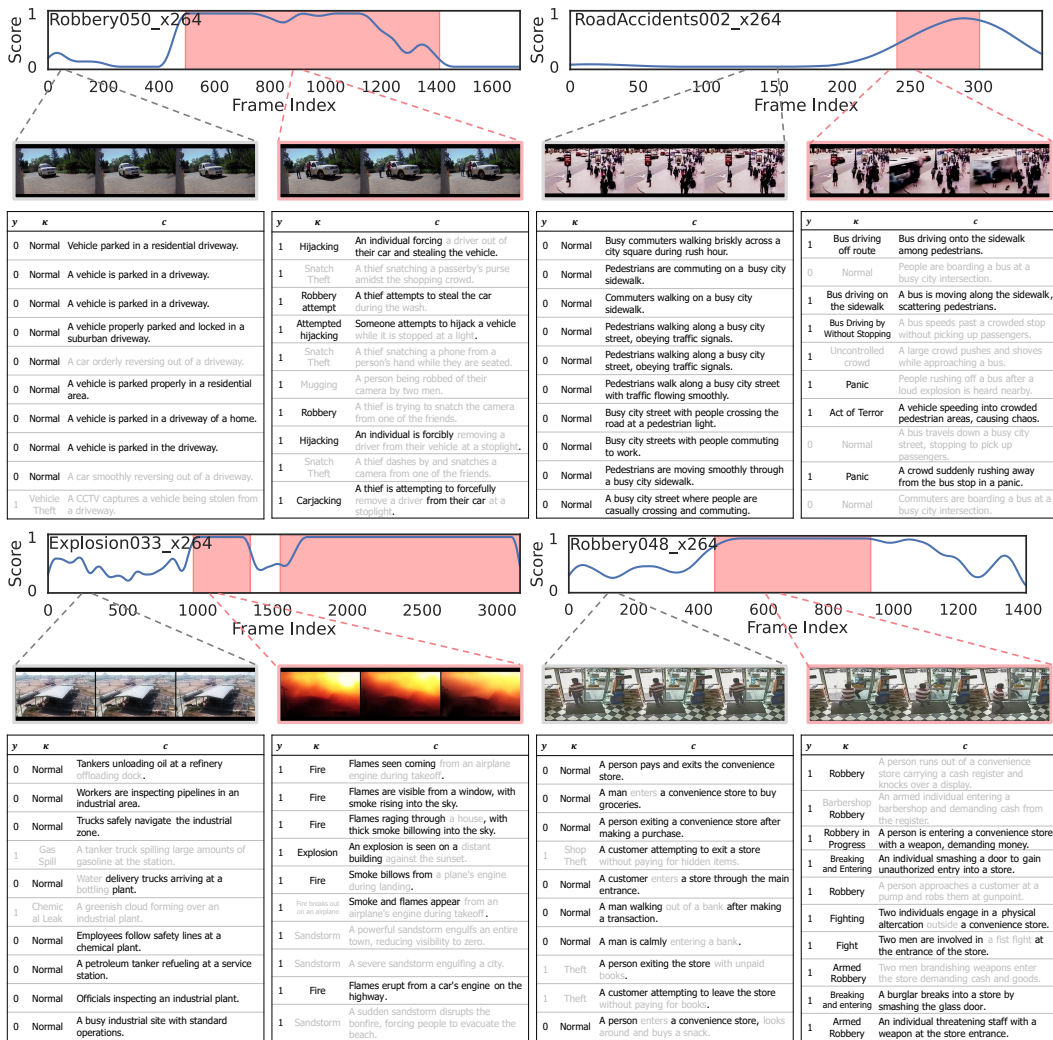 Robbery050_x264
Score
1
0
0 200 400 600 800 1000 1200 1400 1600
Frame Index
RoadAccidents002_x264
Score
1
0
0 50 100 150 200 250 300
Frame Index
y κ c
0 Normal Vehicle parked in a residential driveway.
0 Normal A vehicle is parked in a driveway.
0 Normal A vehicle is parked in a driveway.
0 Normal A vehicle properly parked and locked in a
suburban driveway.
0 Normal A car orderly reversing out of a driveway.
0 Normal A vehicle is parked properly in a residential
area.
0 Normal A vehicle is parked in a driveway of a home.
0 Normal A vehicle is parked in the driveway.
0 Normal A car smoothly reversing out of a driveway.
1 Vehicle Theft A CCTV captures a vehicle being stolen from
a driveway.
y κ c
1 Hijacking An individual forcing a driver out of
their car and stealing the vehicle.
1 Snatch Theft A thief snatching a passerby's purse
amidst the shopping crowd.
1 Robbery attempt A thief attempts to steal the car
during the wash.
1 Attempted hijacking Someone attempts to hijack a vehicle
while it is stopped at a light.
1 Snatch Theft A thief snatching a phone from a
person's hand while they are seated.
1 Mugging A person being robbed of their
camera by two men.
1 Robbery A thief is trying to snatch the camera
from one of the friends.
1 Hijacking An individual is forcibly removing a
driver from their vehicle at a stoplight.
1 Snatch Theft A thief dashes by and snatches a
camera from one of the friends.
1 Carjacking A thief is attempting to forcefully
remove a driver from their car at a
stoplight.
y κ c
0 Normal Busy commuters walking briskly across a
city square during rush hour.
0 Normal Pedestrians are commuting on a busy city
sidewalk.
0 Normal Commuters walking on a busy city
sidewalk.
0 Normal Pedestrians walking along a busy city
street, obeying traffic signals.
0 Normal Pedestrians walking along a busy city
street, obeying traffic signals.
0 Normal Pedestrians walk along a busy city street
with traffic flowing smoothly.
0 Normal Busy city street with people crossing the
road at a pedestrian light.
0 Normal Busy city streets with people commuting
to work.
0 Normal Pedestrians are moving smoothly through
a busy city sidewalk.
0 Normal A busy city street where people are
casually crossing and commuting.
y κ c
1 Bus driving off route Bus driving onto the sidewalk
among pedestrians.
0 Normal People are boarding a bus at a
busy city intersection.
1 Bus driving on the sidewalk A bus is moving along the sidewalk,
scattering pedestrians.
1 Bus Driving by Without Stopping A bus speeds past a crowded stop
without picking up passengers.
1 Uncontrolled crowd A large crowd pushes and shoves
while approaching a bus.
1 Panic People rushing off a bus after a
loud explosion is heard nearby.
1 Act of Terror A vehicle speeding into crowded
pedestrian areas, causing chaos.
0 Normal A bus travels down a busy city
street, stopping to pick up
passengers.
1 Panic A crowd suddenly rushing away
from the bus stop in a panic.
0 Normal Commuters are boarding a bus at a
busy city intersection.
Explosion033_x264
Score
1
0
0 500 1000 1500 2000 2500 3000
Frame Index
Robbery048_x264
Score
1
0
0 200 400 600 800 1000 1200 1400
Frame Index
y κ c
0 Normal Tankers unloading oil at a refinery
offloading dock.
0 Normal Workers are inspecting pipelines in an
industrial area.
0 Normal Trucks safely navigate the industrial
zone.
1 Gas Spill A tanker truck spilling large amounts of
gasoline at the station.
0 Normal Water delivery trucks arriving at a
bottling plant.
1 Chemic al Leak A greenish cloud forming over an
industrial plant.
0 Normal Employees follow safety lines at a
chemical plant.
0 Normal A petroleum tanker refueling at a service
station.
0 Normal Officials inspecting an industrial plant.
0 Normal A busy industrial site with standard
operations.
y κ c
1 Fire Flames seen coming from an airplane
engine during takeoff.
1 Fire Flames are visible from a window, with
smoke rising into the sky.
1 Fire Flames raging through a house, with
thick smoke billowing into the sky.
1 Explosion An explosion is seen on a distant
building against the sunset.
1 Fire Smoke billows from a plane's engine
during landing.
1 Fire breaks out on an airplane Smoke and flames appear from an
airplane's engine during takeoff.
1 Sandstorm A powerful sandstorm engulfs an entire
town, reducing visibility to zero.
1 Sandstorm A severe sandstorm engulfing a city.
1 Fire Flames erupt from a car's engine on the
highway.
1 Sandstorm A sudden sandstorm disrupts the
bonfire, forcing people to evacuate the
beach.
y κ c
0 Normal A person pays and exits the convenience
store.
0 Normal A man enters a convenience store to buy
groceries.
0 Normal A person exiting a convenience store after
making a purchase.
1 Shop Theft A customer attempting to exit a store
without paying for hidden items.
0 Normal A customer enters a store through the main
entrance.
0 Normal A man walking out of a bank after making
a transaction.
0 Normal A man is calmly entering a bank.
1 Theft A person exiting the store with unpaid
books.
1 Theft A customer attempting to leave the store
without paying for books.
0 Normal A person enters a convenience store, looks
around and buys a snack.
y κ c
1 Robbery A person runs out of a convenience
store carrying a cash register and
knocks over a display.
1 Barbershop Robbery An armed individual entering a
barbershop and demanding cash from
the register.
1 Robbery in Progress A person is entering a convenience store
with a weapon, demanding money.
1 Breaking and Entering An individual smashing a door to gain
unauthorized entry into a store.
1 Robbery A person approaches a customer at a
pump and robs them at gunpoint.
1 Fighting Two individuals engage in a physical
altercation outside a convenience store.
1 Fight Two men are involved in a fist fight at
the entrance of the store.
1 Armed Robbery Two men brandishing weapons enter
the store demanding cash and goods.
1 Breaking and entering A burglar breaks into a store by
smashing the glass door.
1 Armed Robbery An individual threatening staff with a
weapon at the store entrance.